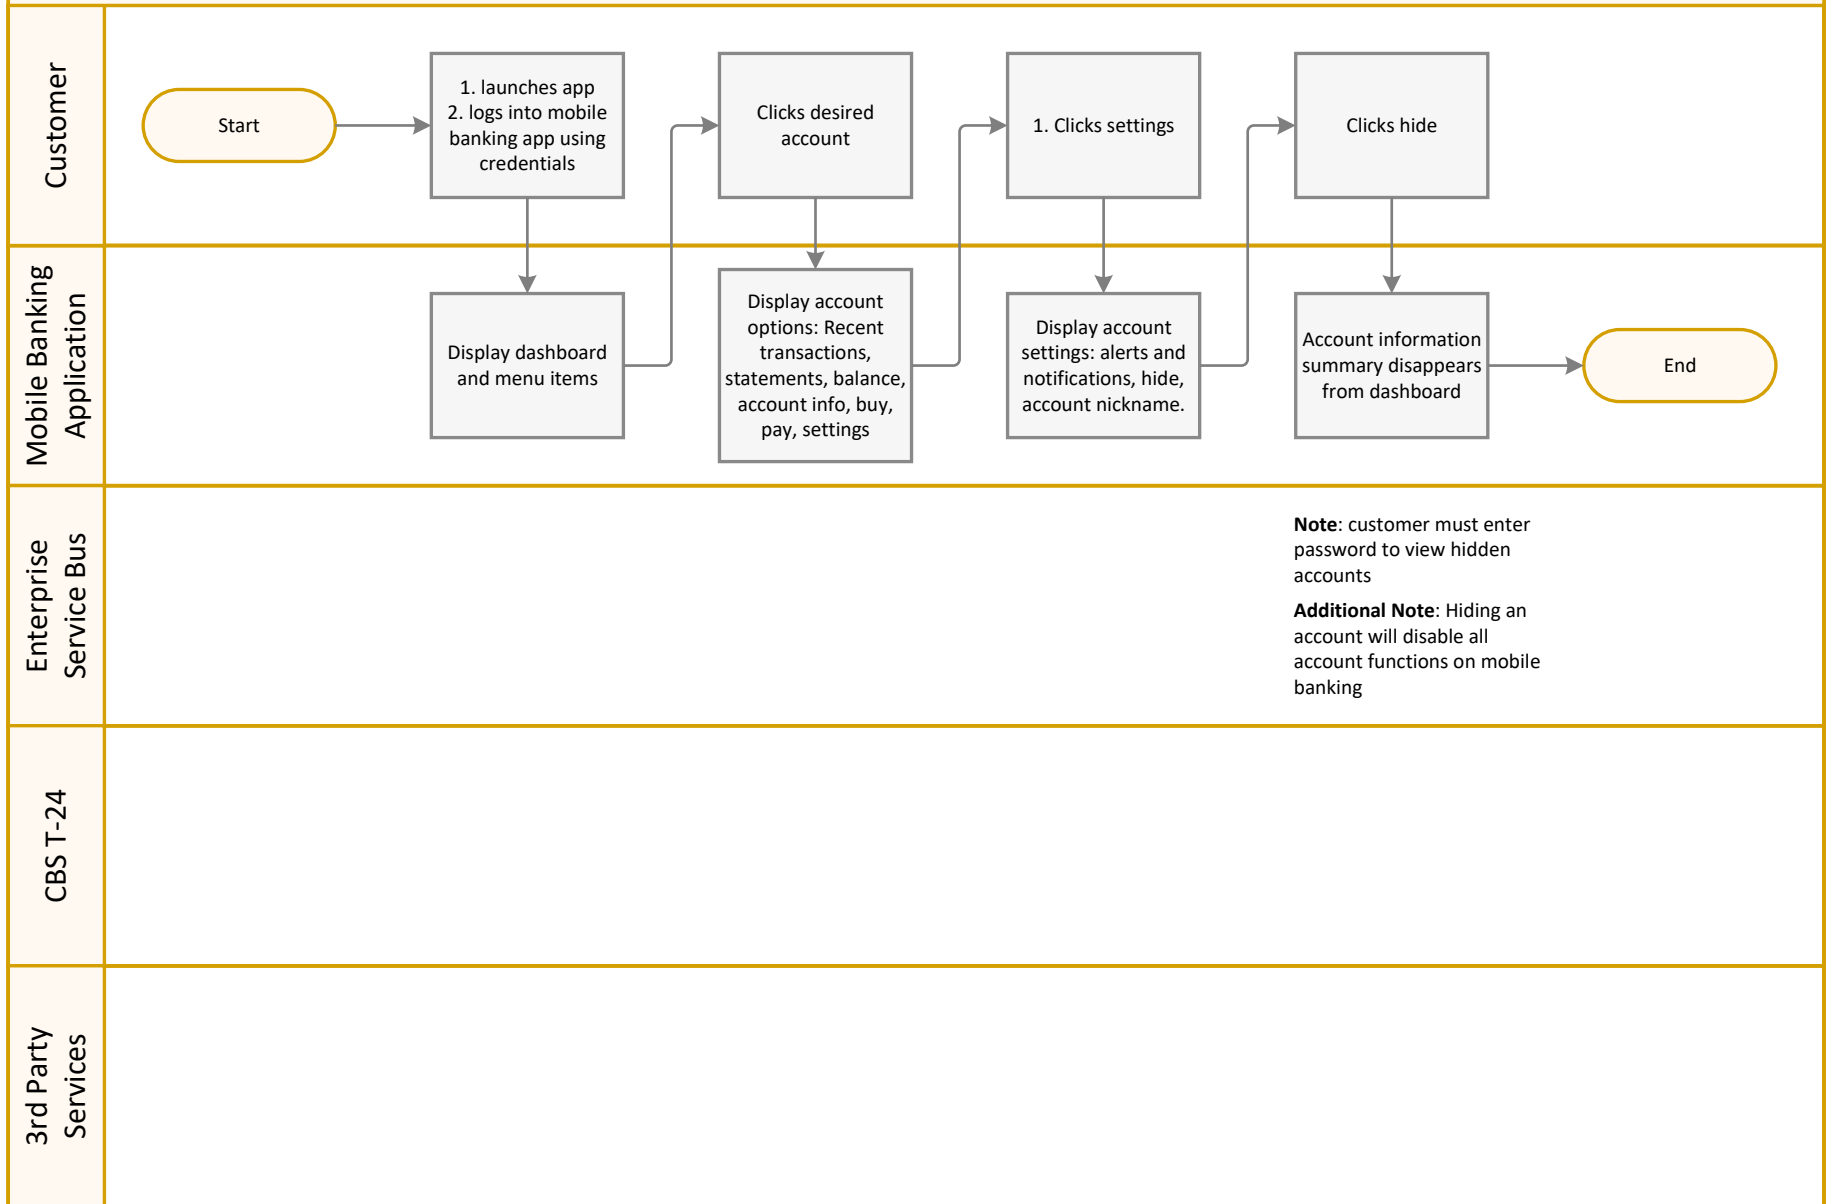 Customer
Start
1. launches app
2. logs into mobile
banking app using
credentials
Clicks desired
account
1. Clicks settings
Clicks hide
Mobile Banking
Application
Display dashboard
and menu items
Display account
options: Recent
transactions,
statements, balance,
account info, buy,
pay, settings
Display account
settings: alerts and
notifications, hide,
account nickname.
Account information
summary disappears
from dashboard
End
Enterprise
Service Bus
Note: customer must enter
password to view hidden
accounts
Additional Note: Hiding an
account will disable all
account functions on mobile
banking
CBS T-24
3rd Party
Services